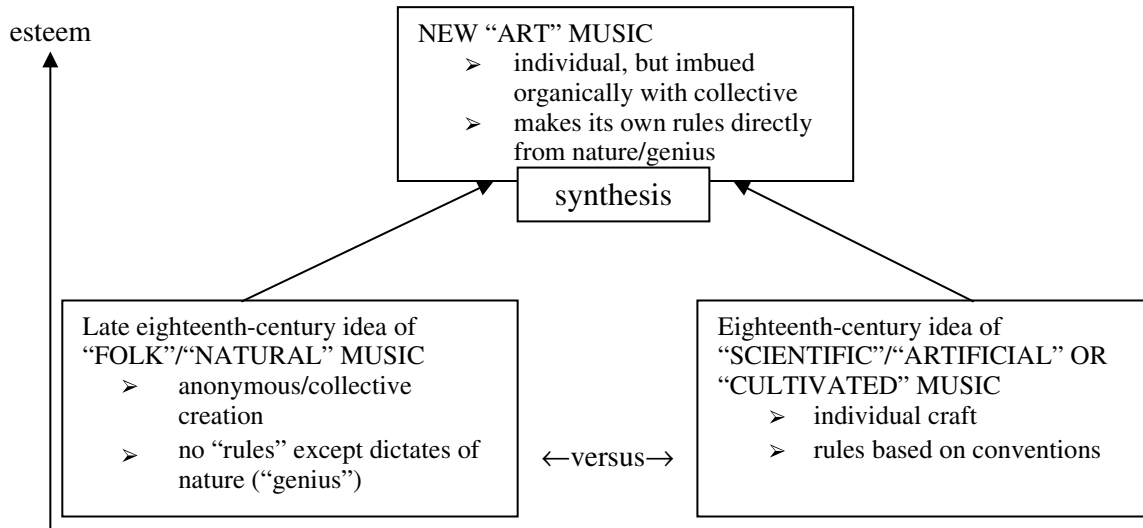 esteem
NEW “ART” MUSIC
➢ individual, but imbued
organically with collective
➢ makes its own rules directly
from nature/genius
synthesis
Late eighteenth-century idea of
“FOLK”/“NATURAL” MUSIC
➢ anonymous/collective
creation
➢ no “rules” except dictates of
nature (“genius”)
←versus→
Eighteenth-century idea of
“SCIENTIFIC”/“ARTIFICIAL” OR
“CULTIVATED” MUSIC
➢ individual craft
➢ rules based on conventions